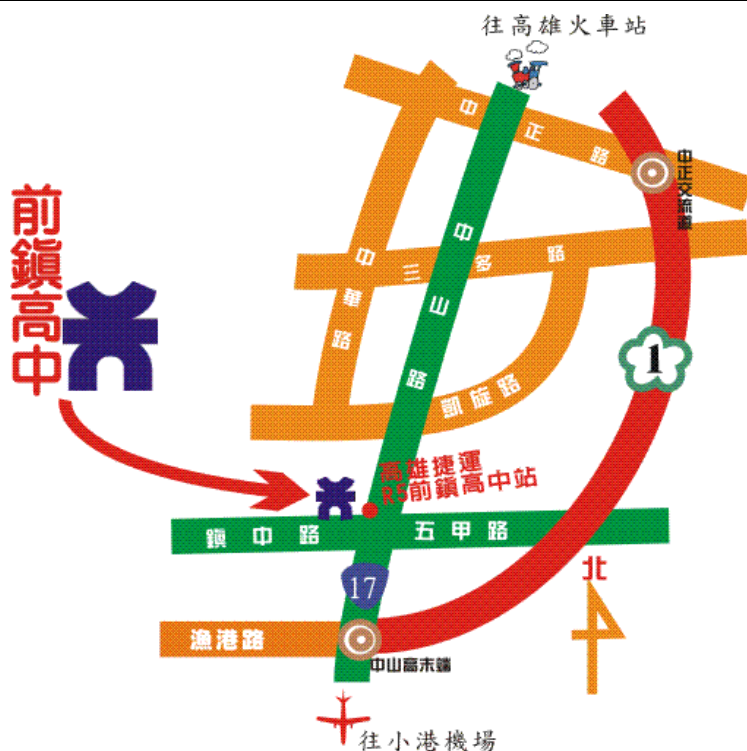 往高雄火車站
中正路
中正交流道
前鎮高中
中山路
三多路
中華路
1
凱旋路
高雄捷運
R5前鎮高中站
鎮中路
五甲路
北
17
漁港路
中山高末端
往小港機場